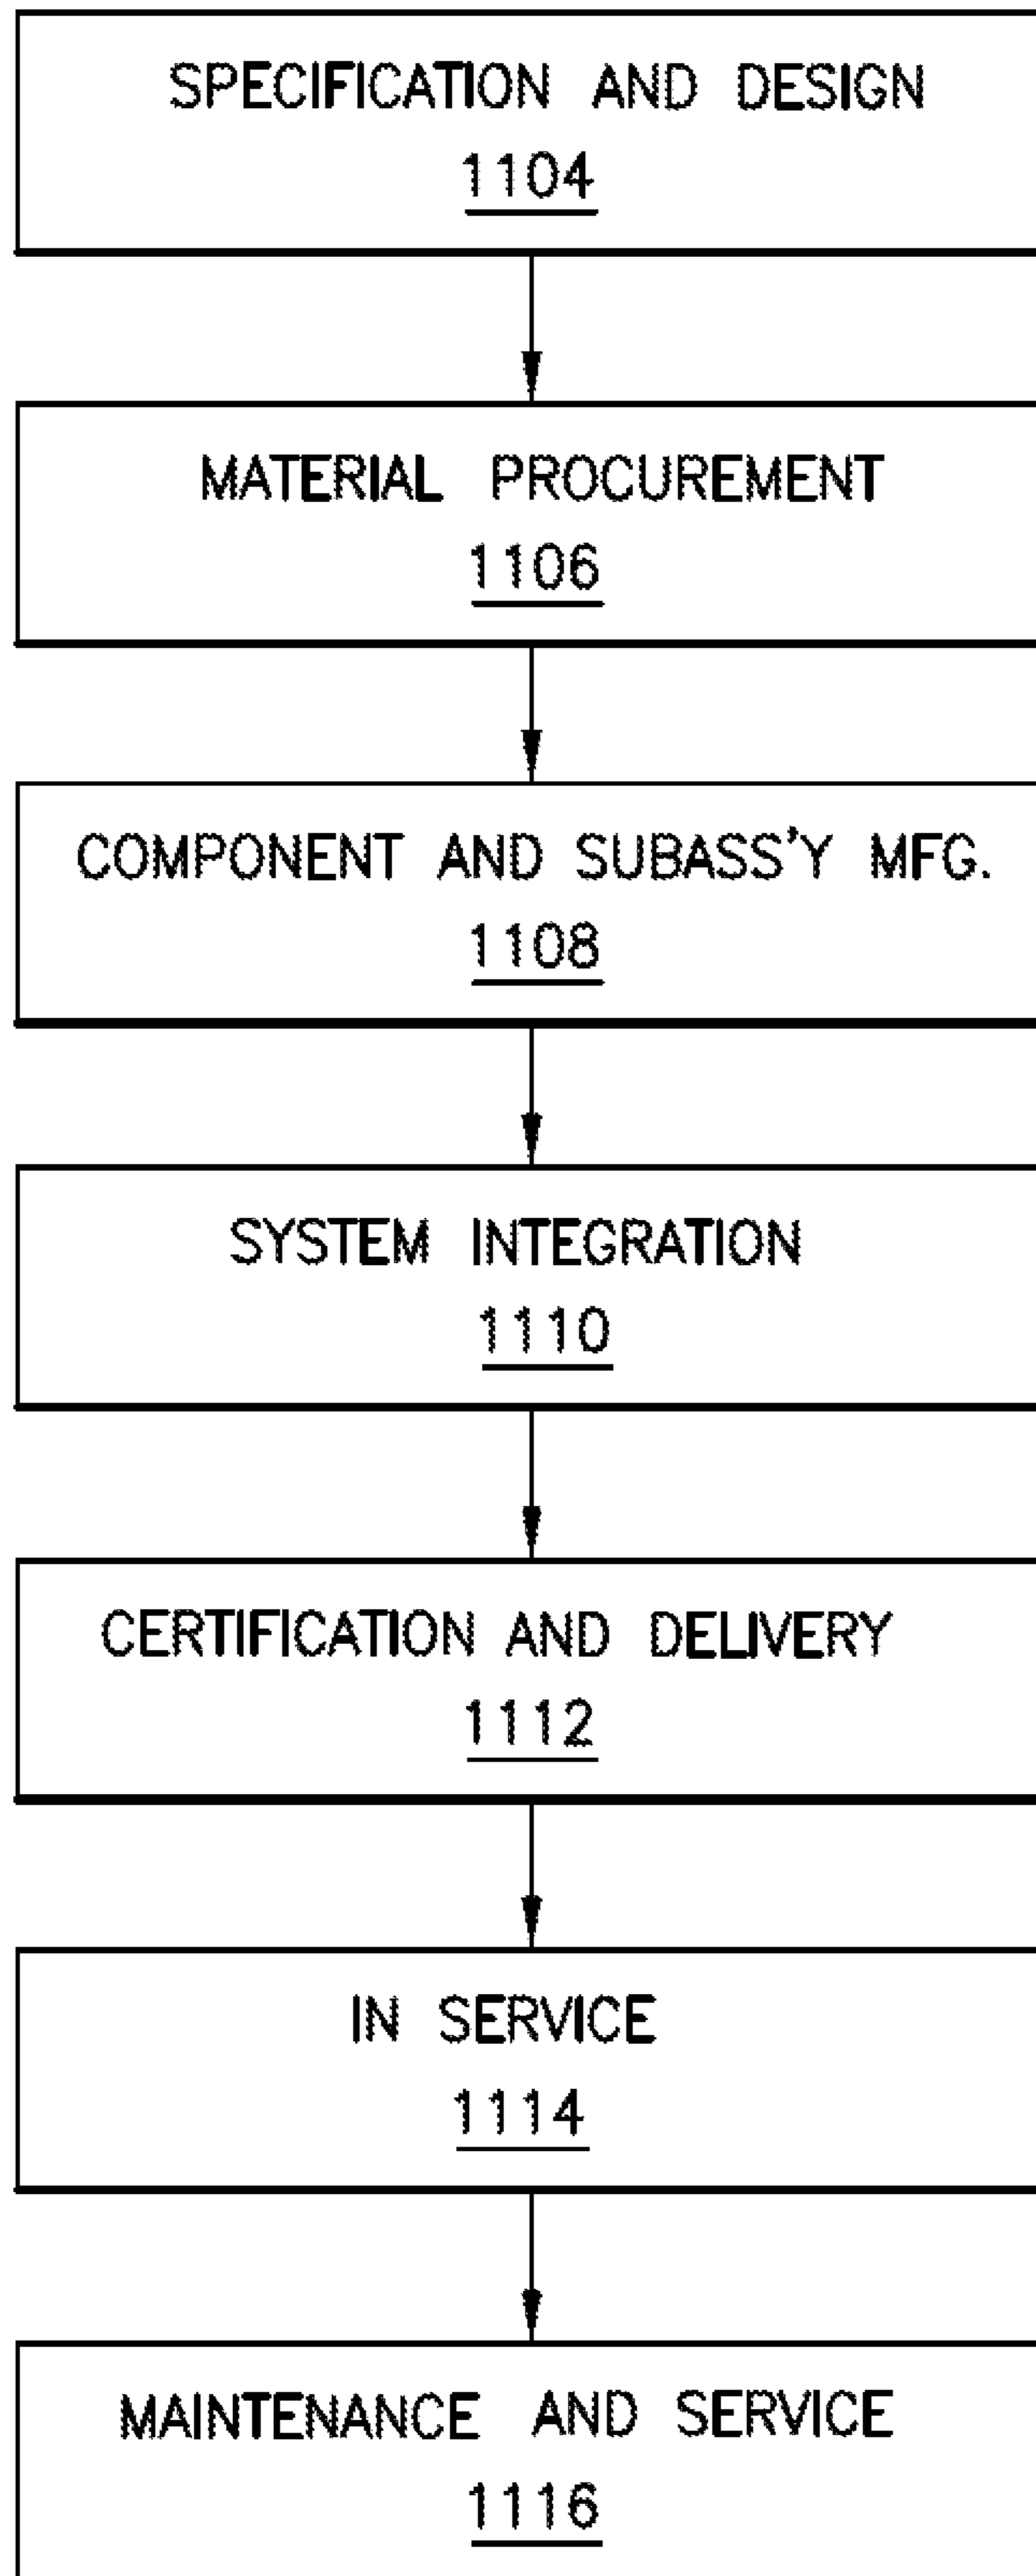 SPECIFICATION AND DESIGN
1104
MATERIAL PROCUREMENT
1106
COMPONENT AND SUBASS'Y MFG.
1108
SYSTEM INTEGRATION
1110
CERTIFICATION AND DELIVERY
1112
IN SERVICE
1114
MAINTENANCE AND SERVICE
1116